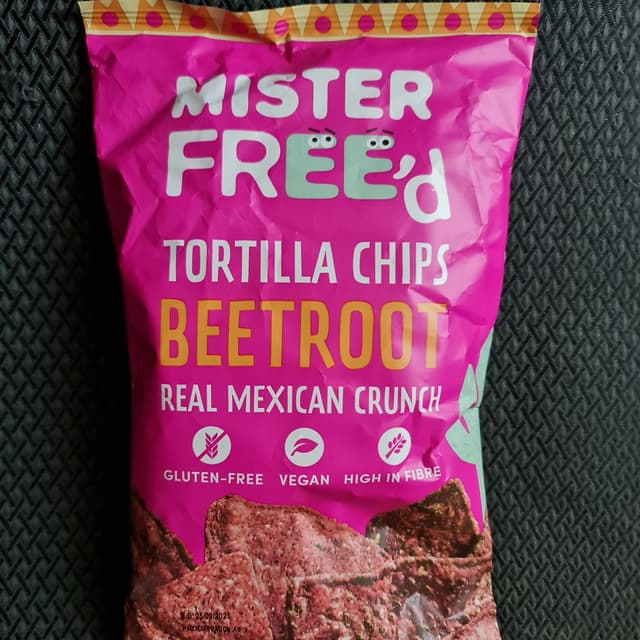 MISTER
FREE'd
TORTILLA CHIPS
BEETROOT
REAL MEXICAN CRUNCH
GLUTEN-FREE VEGAN HIGH IN FIBRE